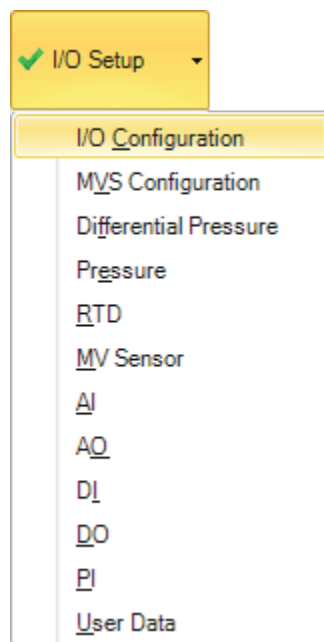 I/O Setup
I/O Configuration
MVS Configuration
Differential Pressure
Pressure
RTD
MV Sensor
AI
AO
DI
DO
PI
User Data